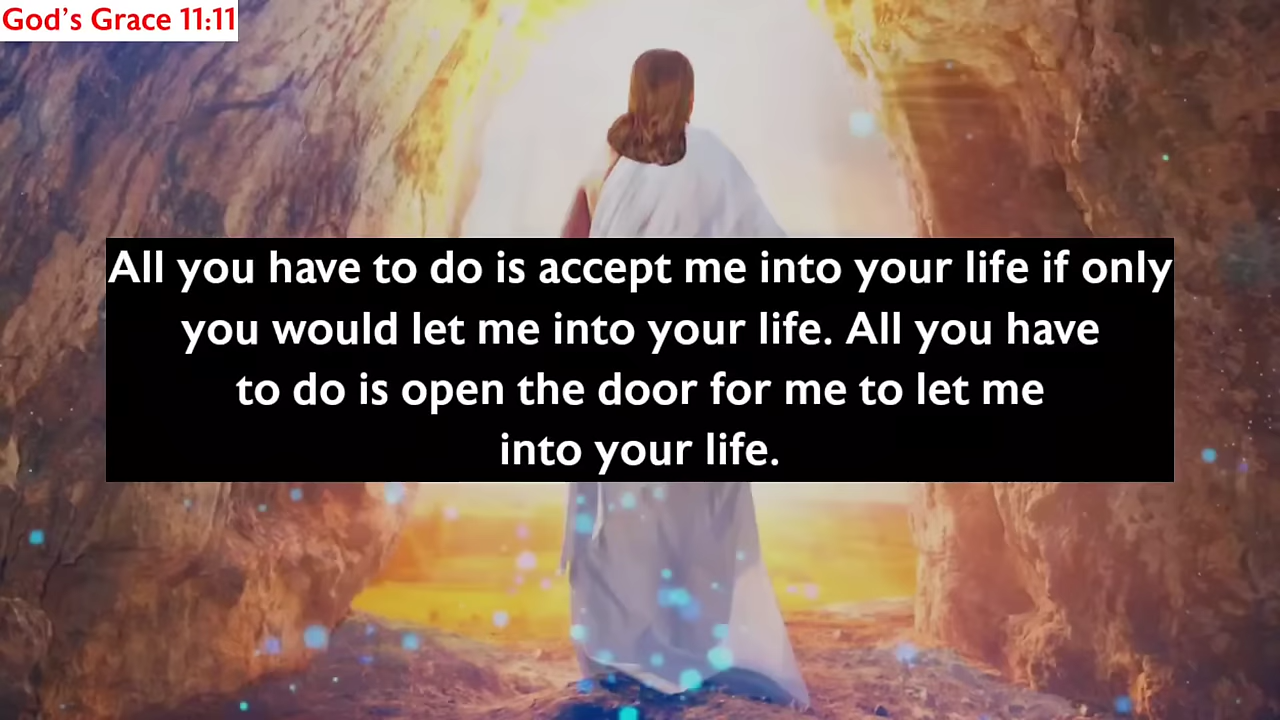 God's Grace 11:11
All you have to do is accept me into your life if only
you would let me into your life. All you have
to do is open the door for me to let me
into your life.